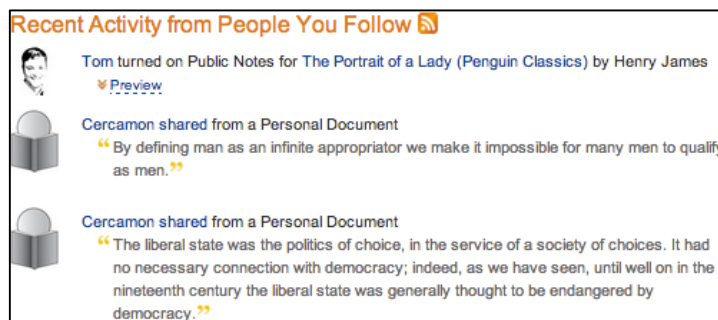 Recent Activity from People You Follow
Tom turned on Public Notes for The Portrait of a Lady (Penguin Classics) by Henry James
Preview
Cercamon shared from a Personal Document
“ By defining man as an infinite appropriator we make it impossible for many men to qualify
as men.”
Cercamon shared from a Personal Document
“ The liberal state was the politics of choice, in the service of a society of choices. It had
no necessary connection with democracy; indeed, as we have seen, until well on in the
nineteenth century the liberal state was generally thought to be endangered by
democracy.”